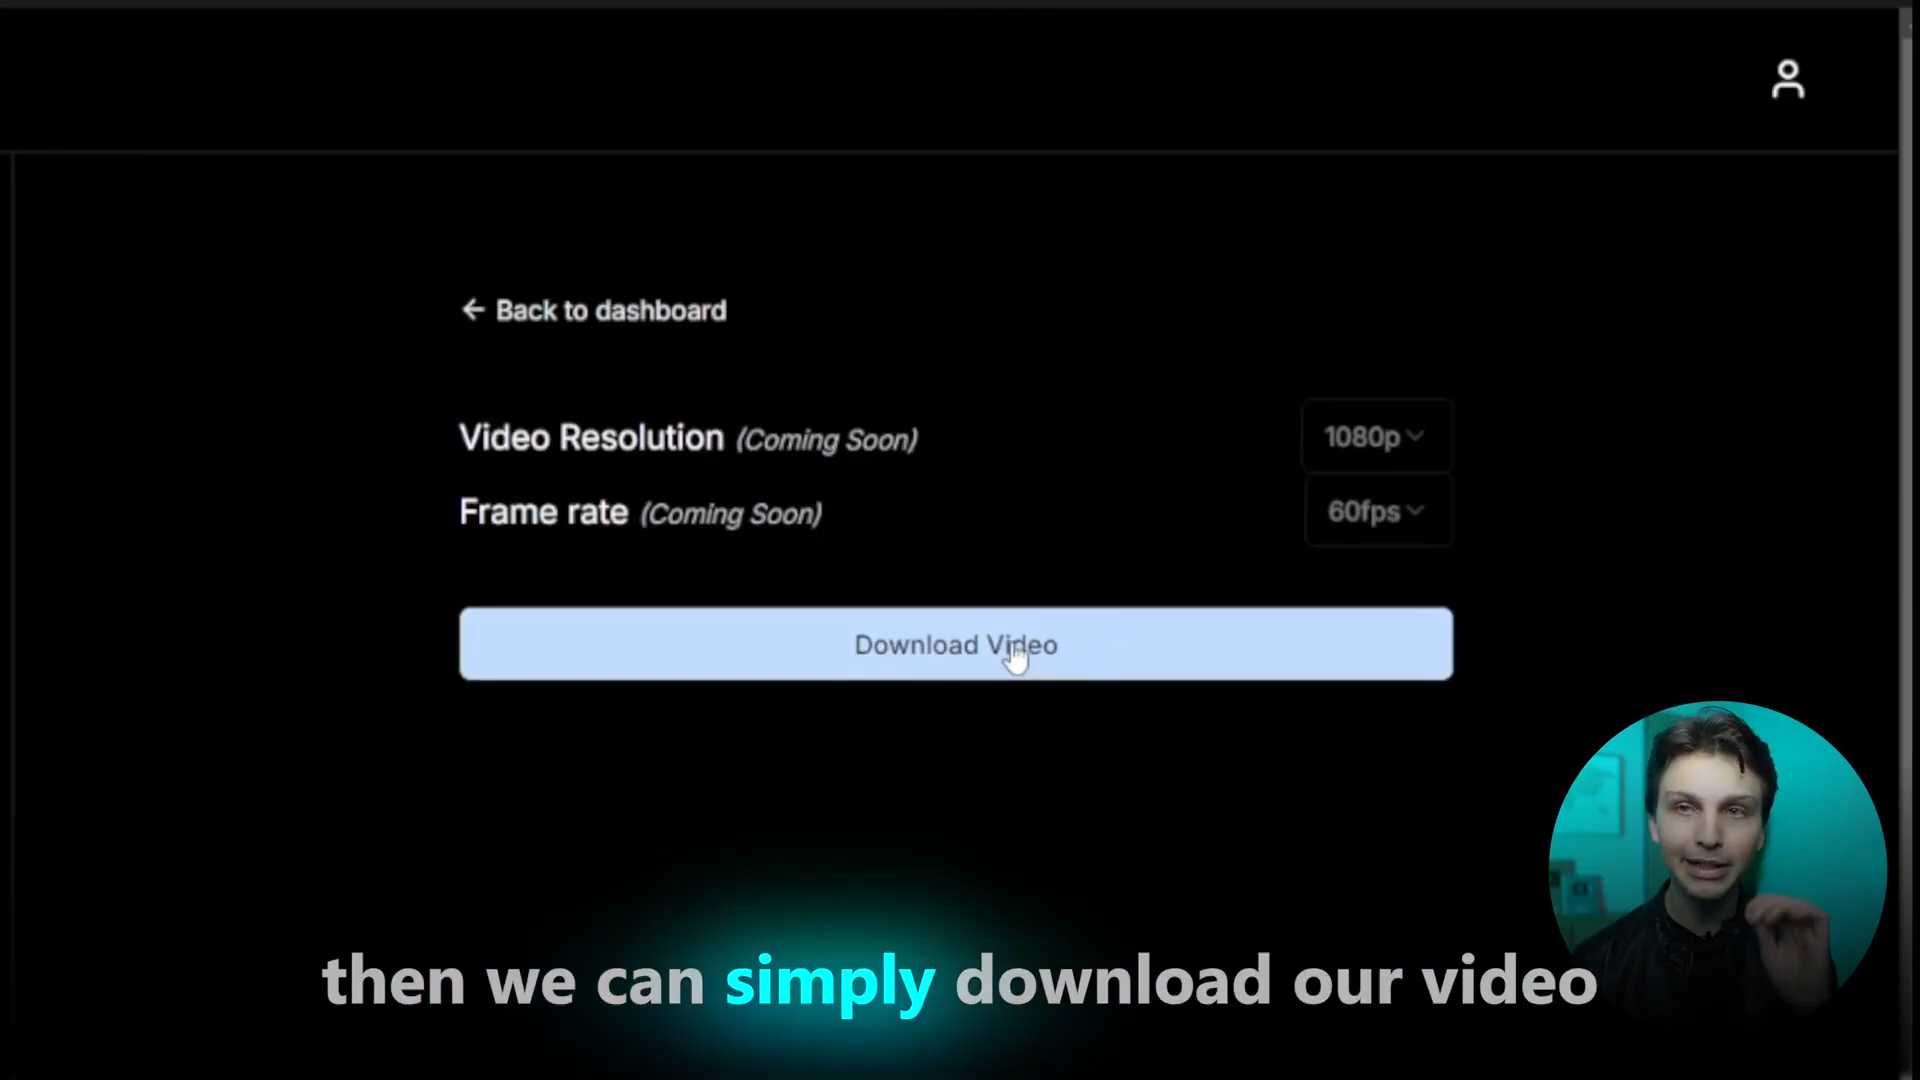 ← Back to dashboard
Video Resolution (Coming Soon) 1080p
Frame rate (Coming Soon) 60fps
Download Video
then we can simply download our video